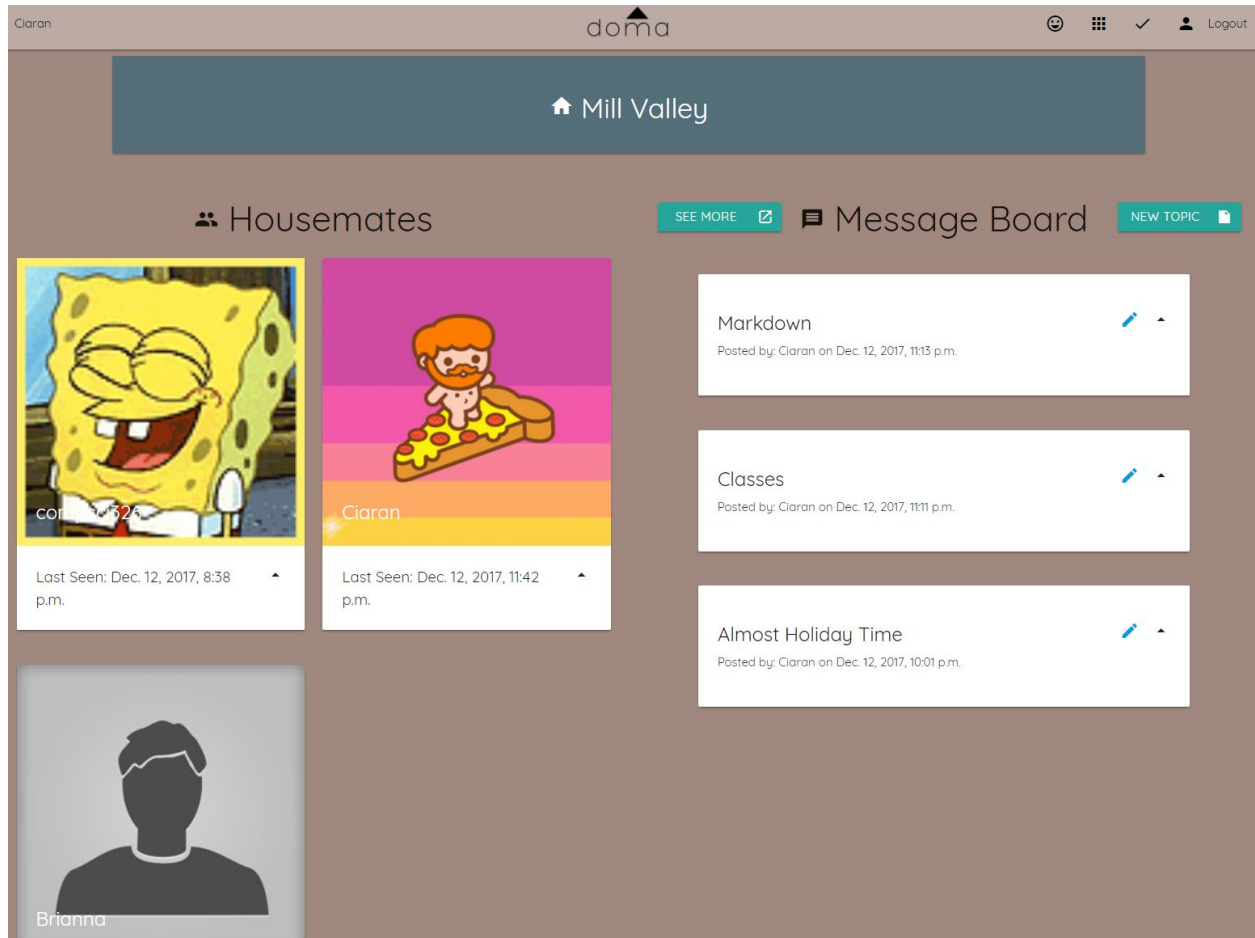 Ciaran
doma
Logout
Mill Valley
Housemates
SEE MORE
Message Board
NEW TOPIC
compsci326
Last Seen: Dec. 12, 2017, 8:38
p.m.
Ciaran
Last Seen: Dec. 12, 2017, 11:42
p.m.
Brianna
Markdown
Posted by: Ciaran on Dec. 12, 2017, 11:13 p.m.
Classes
Posted by: Ciaran on Dec. 12, 2017, 11:11 p.m.
Almost Holiday Time
Posted by: Ciaran on Dec. 12, 2017, 10:01 p.m.